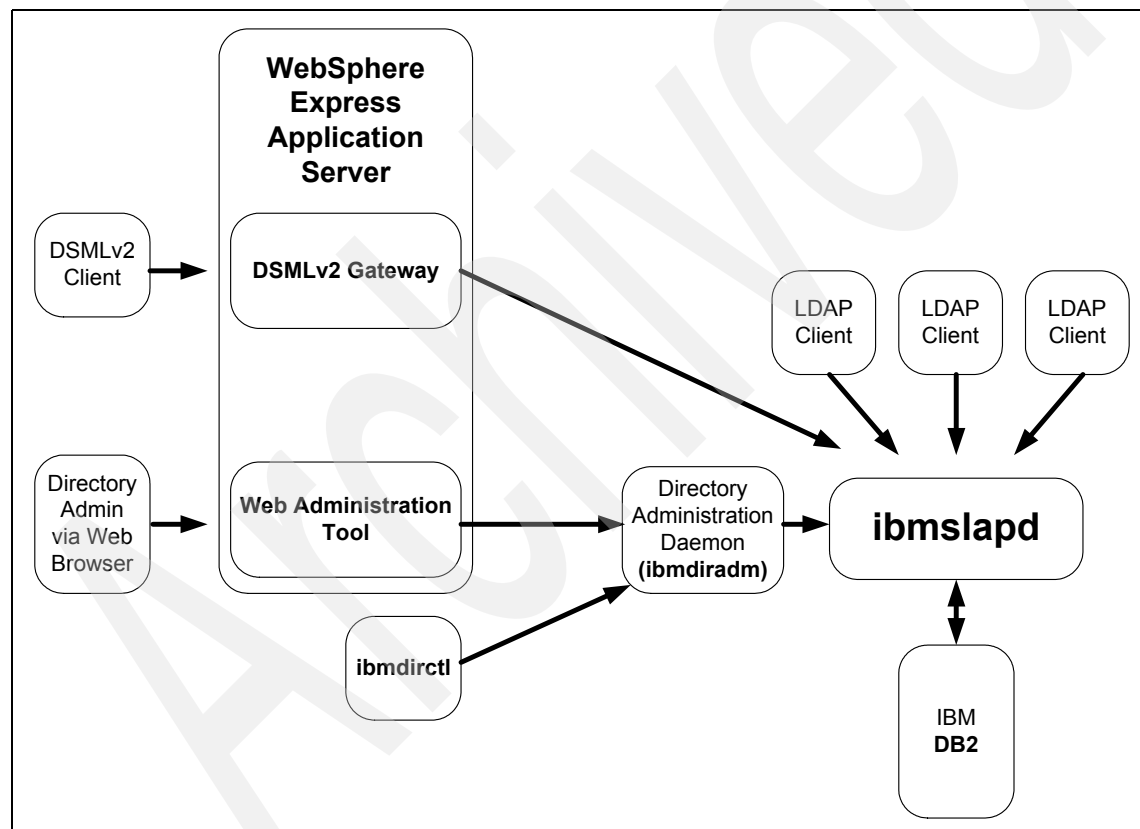 WebSphere
Express
Application
Server
DSMLv2
Client
DSMLv2 Gateway
LDAP
Client
LDAP
Client
LDAP
Client
Directory
Admin
via Web
Browser
Web Administration
Tool
Directory
Administration
Daemon
(ibmdiradm)
ibmslapd
ibmdirctl
IBM
DB2
Archived